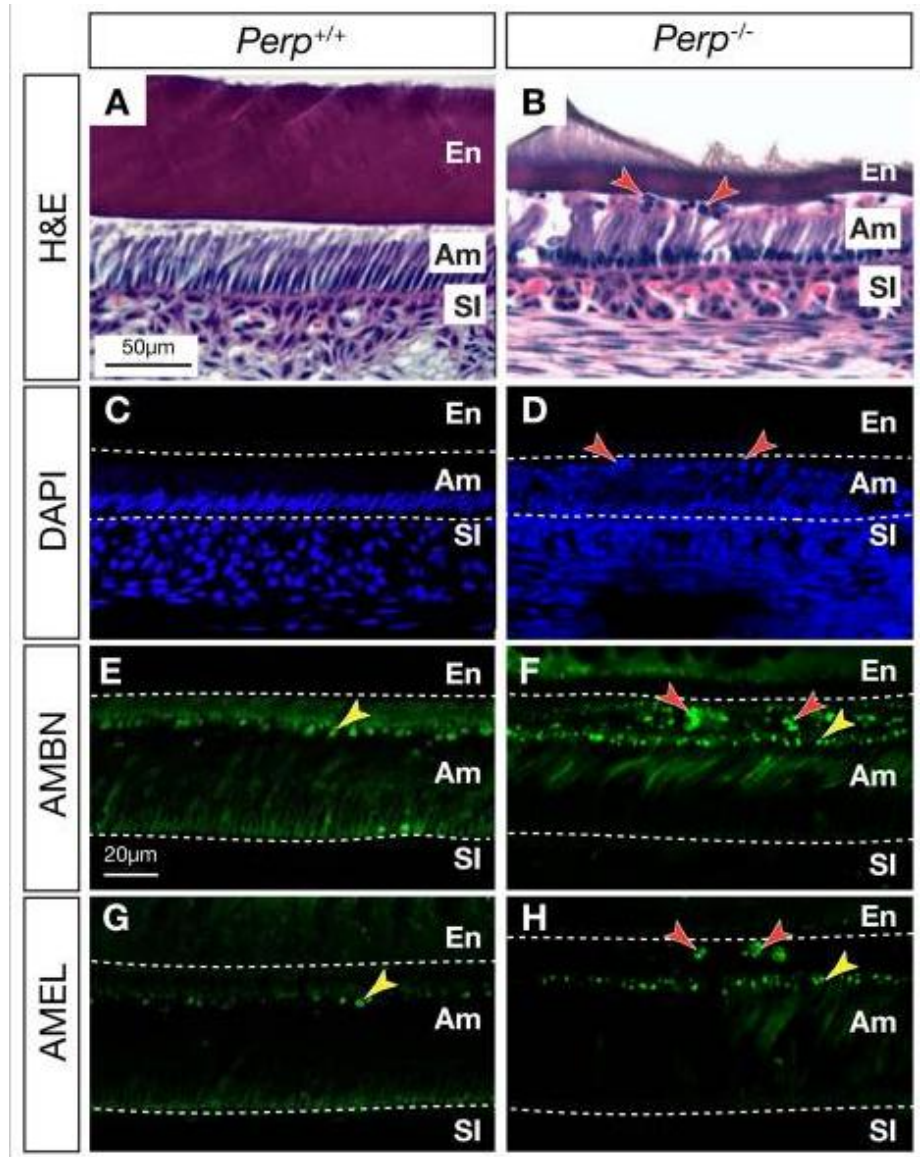 Perp+/+
Perp-/-
H&E
A
En
Am
SI
50µm
B
En
Am
SI
DAPI
C
En
Am
SI
D
En
Am
SI
AMBN
E
En
Am
SI
20µm
F
En
Am
SI
AMEL
G
En
Am
SI
H
En
Am
SI